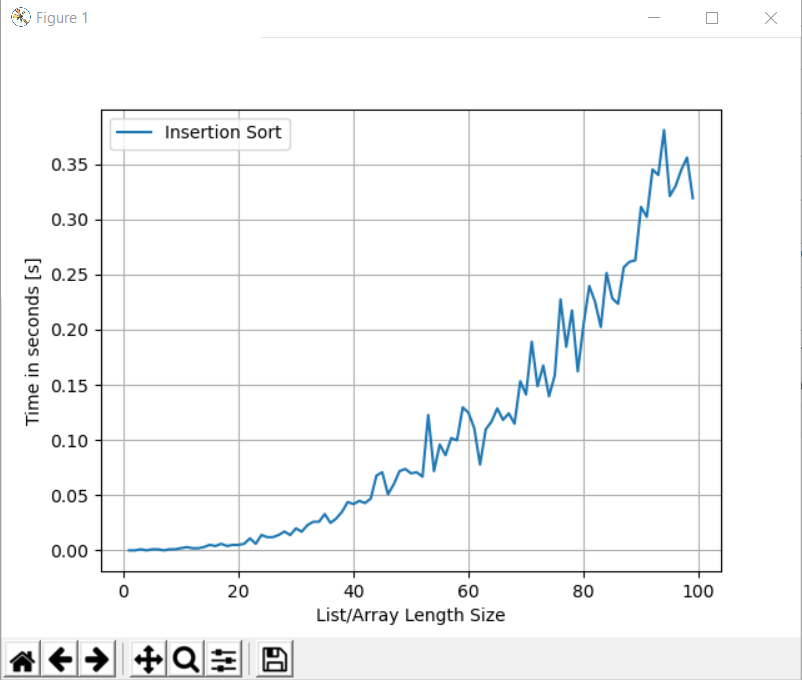 Figure 1
Insertion Sort
0.35
0.30
0.25
0.20
0.15
0.10
0.05
0.00
Time in seconds [s]
0 20 40 60 80 100
List/Array Length Size